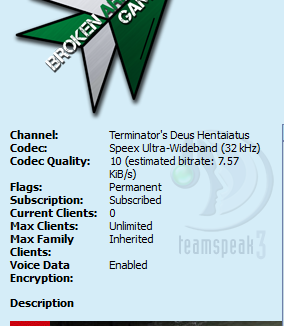 BROKEN
GAM
Channel: Terminator's Deus Hentaiatus
Codec: Speex Ultra-Wideband (32 kHz)
Codec Quality: 10 (estimated bitrate: 7.57
KiB/s)
Flags: Permanent
Subscription: Subscribed
Current Clients: 0
Max Clients: Unlimited
Max Family Inherited
Clients:
Voice Data Enabled
Encryption:
teamspeak 3
Description